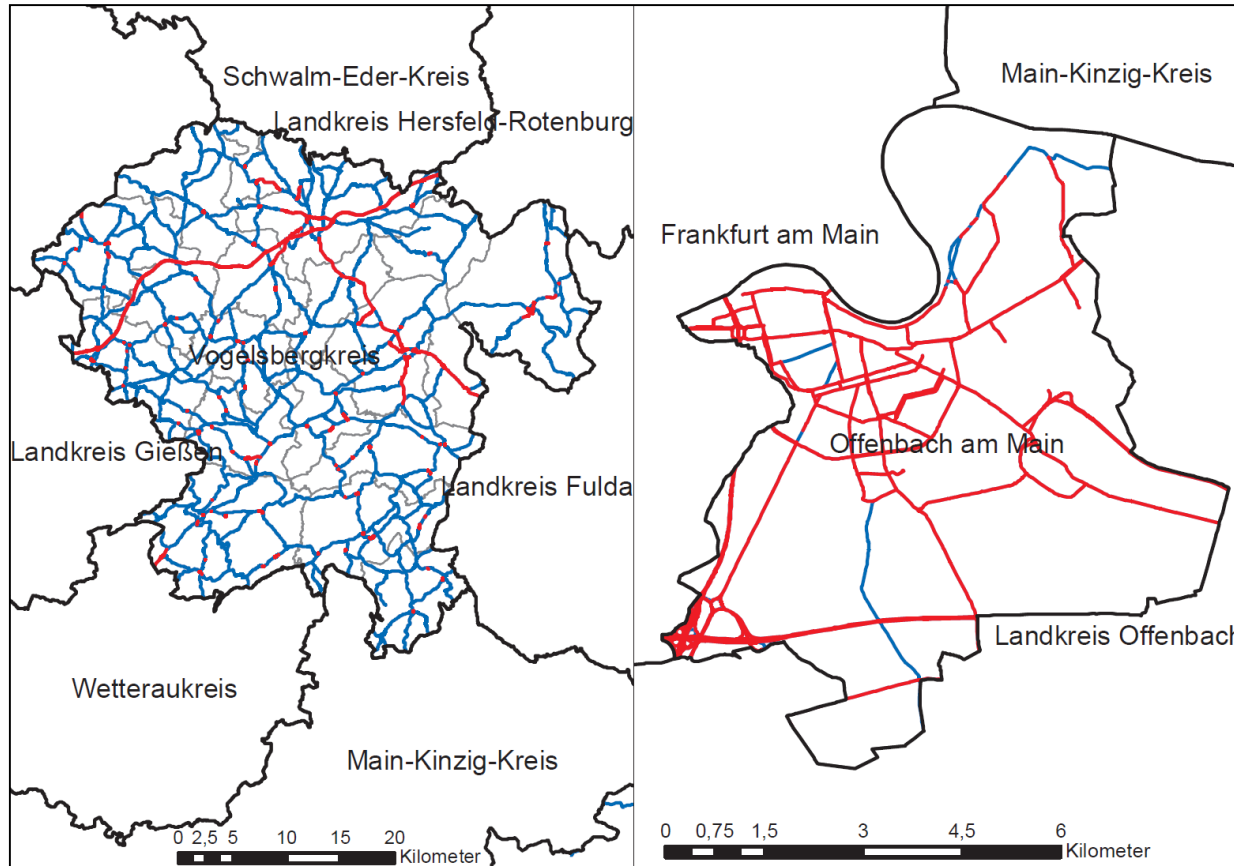 Schwalm-Eder-Kreis
Landkreis Hersfeld-Rotenburg
Vogelsbergkreis
Landkreis Gießen
Landkreis Fulda
Wetteraukreis
Main-Kinzig-Kreis
0 2,5 5 10 15 20
Kilometer
Main-Kinzig-Kreis
Frankfurt am Main
Offenbach am Main
Landkreis Offenbach
0 0,75 1,5 3 4,5 6
Kilometer